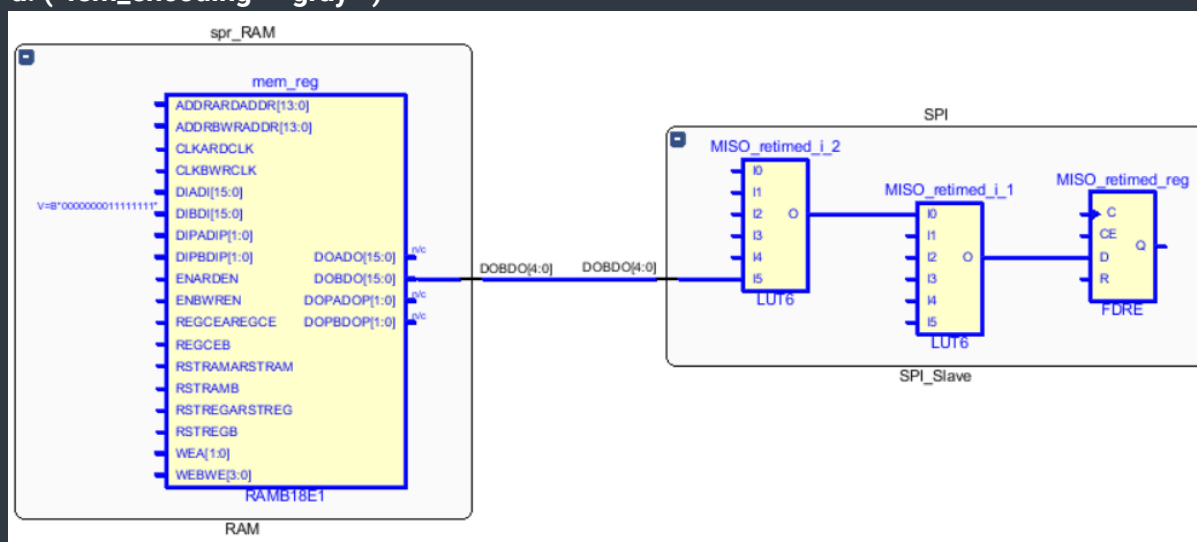 spr_RAM
mem_reg
ADDRARDADDR[13:0]
ADDRBWRADDR[13:0]
CLKARDCLK
CLKBWRCLK
DIADI[15:0]
V=B"0000000011111111"
DIBDI[15:0]
DIPADIP[1:0]
DIPBDIP[1:0]
ENARDEN
ENBWREN
REGCEAREGCE
REGCEB
RSTRAMARSTRAM
RSTRAMB
RSTREGARSTREG
RSTREGB
WEA[1:0]
WEBWE[3:0]
DOADO[15:0]
n/c
DOBDO[15:0]
DOPADOP[1:0]
n/c
DOPBDOP[1:0]
n/c
RAMB18E1
RAM
DOBDO[4:0]
DOBDO[4:0]
SPI
MISO_retimed_i_2
I0
I1
I2
I3
I4
I5
O
LUT6
MISO_retimed_i_1
I0
I1
I2
I3
I4
I5
O
LUT6
MISO_retimed_reg
C
CE
D
R
Q
FDRE
SPI_Slave